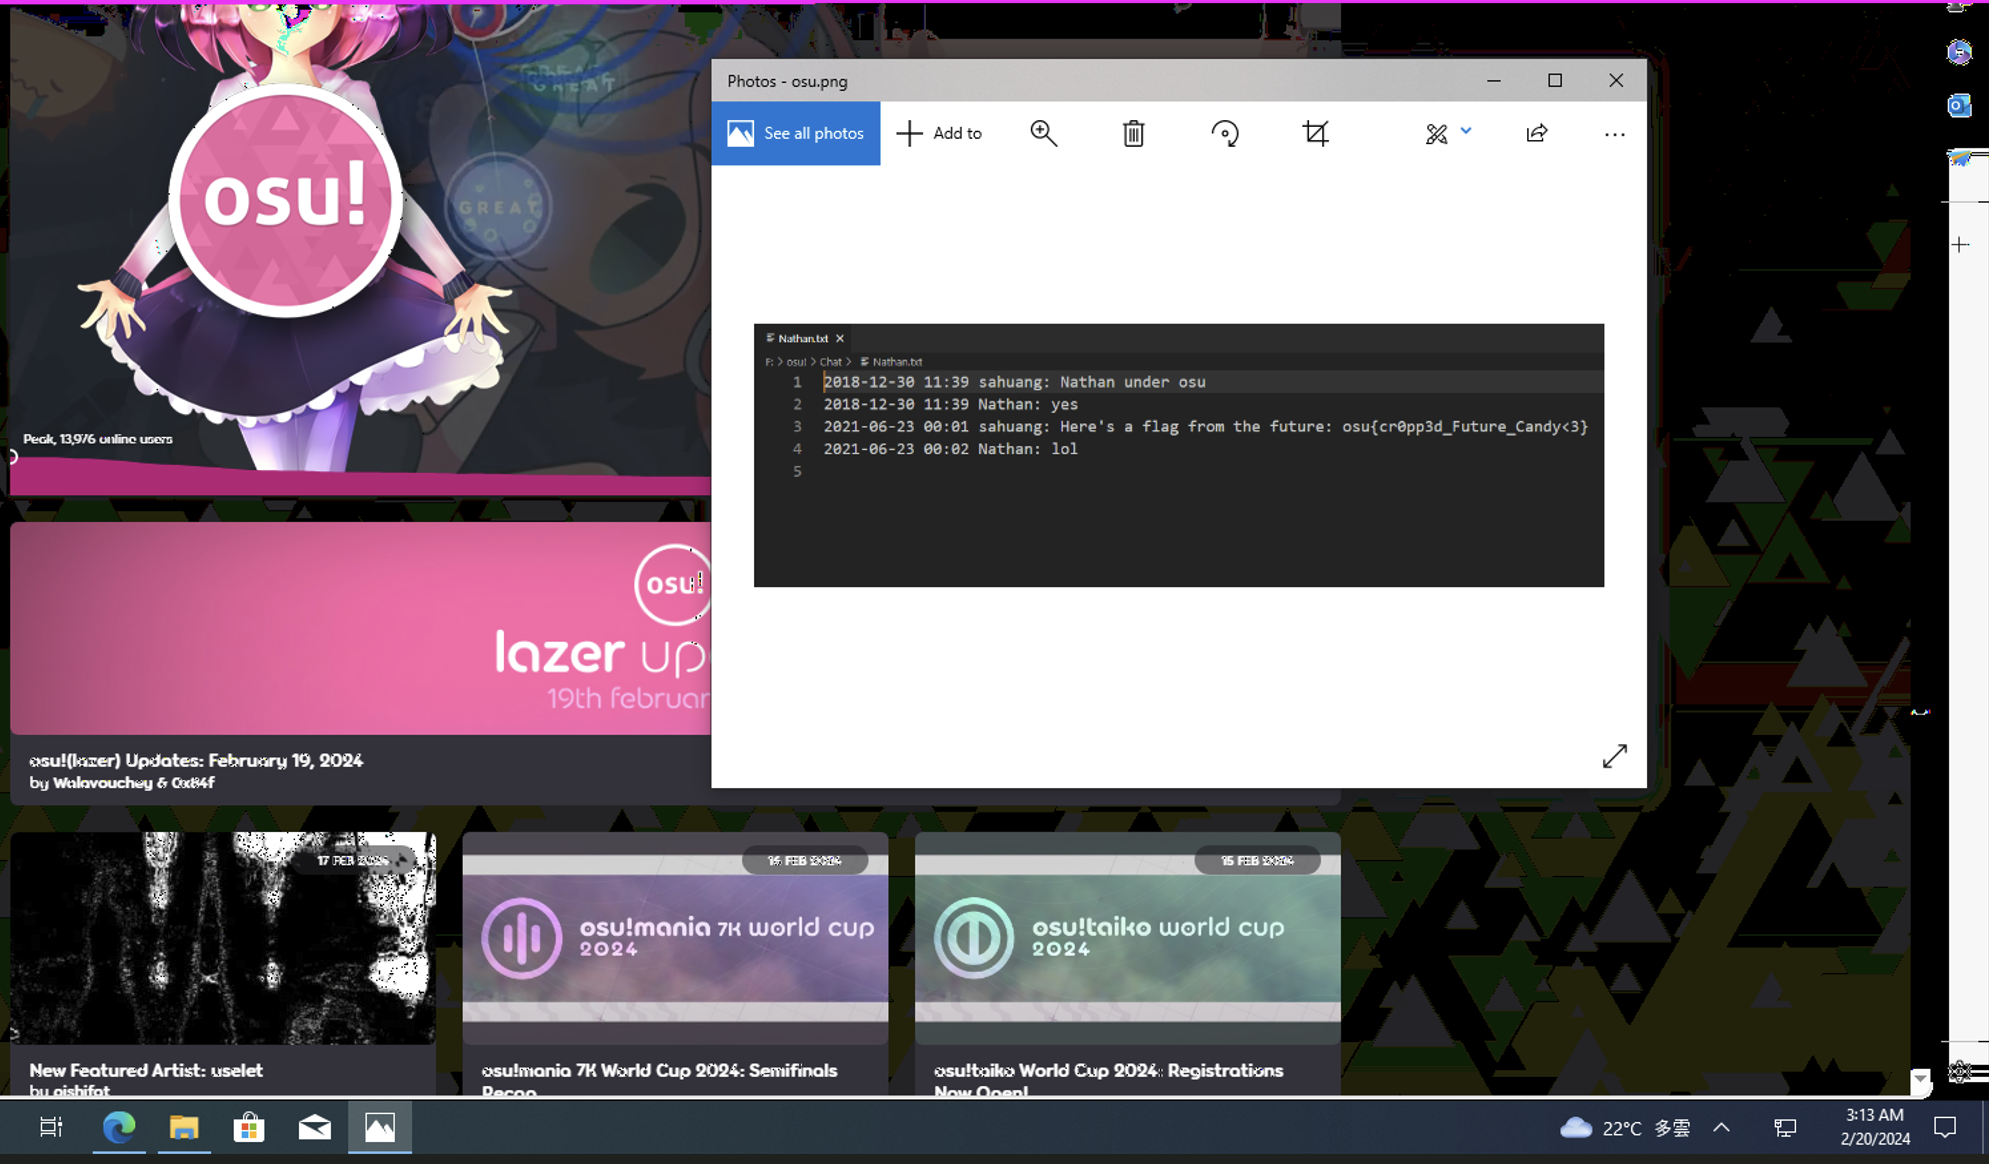 GREAT
GREAT
osu!
GREAT
Peak, 13,976 online users
osu!
lazer up
19th februar
osu!(lazer) Updates: February 19, 2024
by Walavouchey & 0x84f
17 FEB 2024
New Featured Artist: uselet
by pishifat
osu!mania 7K world cup
2024
osu!mania 7K World Cup 2024: Semifinals
Recap
15 FEB 2024
osu!taiko world cup
2024
osu!taiko World Cup 2024: Registrations
Now Open!
Photos - osu.png
See all photos
Add to
Nathan.txt
F: > osu! > Chat > Nathan.txt
1 2018-12-30 11:39 sahuang: Nathan under osu
2 2018-12-30 11:39 Nathan: yes
3 2021-06-23 00:01 sahuang: Here's a flag from the future: osu{cr0pp3d_Future_Candy<3}
4 2021-06-23 00:02 Nathan: lol
5
22°C 多雲
3:13 AM
2/20/2024